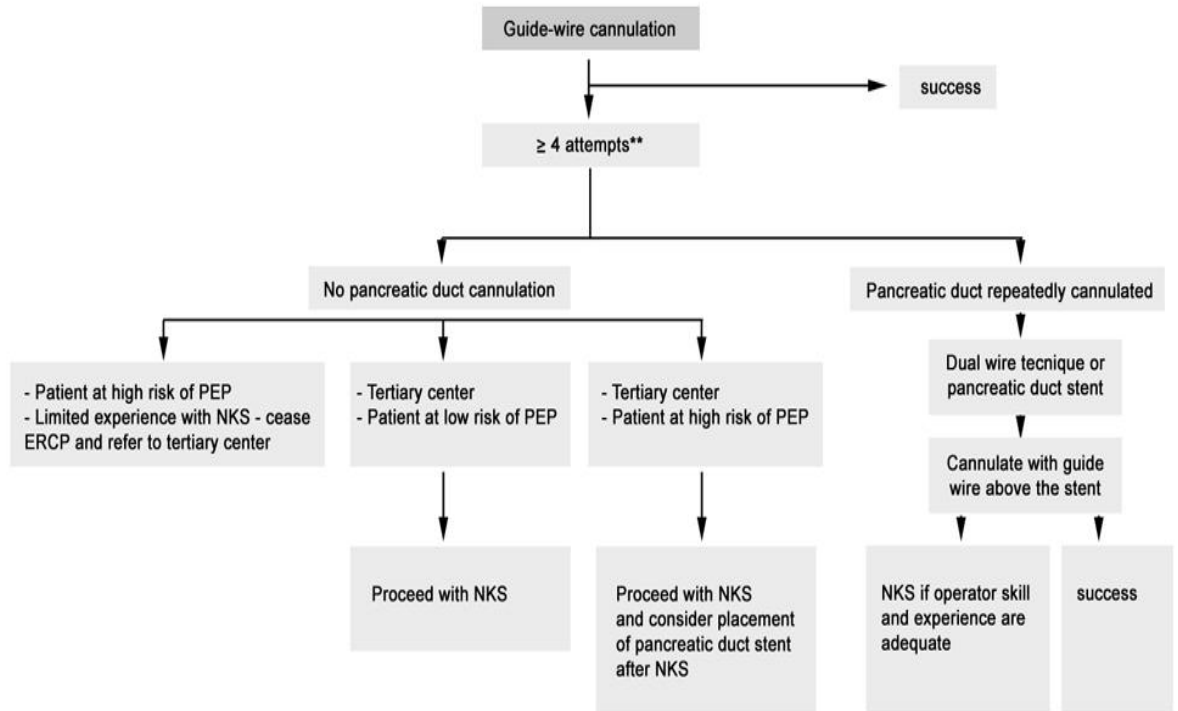 Guide-wire cannulation
success
≥ 4 attempts**
No pancreatic duct cannulation
Pancreatic duct repeatedly cannulated
- Patient at high risk of PEP
- Limited experience with NKS - cease
ERCP and refer to tertiary center
- Tertiary center
- Patient at low risk of PEP
- Tertiary center
- Patient at high risk of PEP
Dual wire tecnique or
pancreatic duct stent
Cannulate with guide
wire above the stent
Proceed with NKS
Proceed with NKS
and consider placement
of pancreatic duct stent
after NKS
NKS if operator skill
and experience are
adequate
success